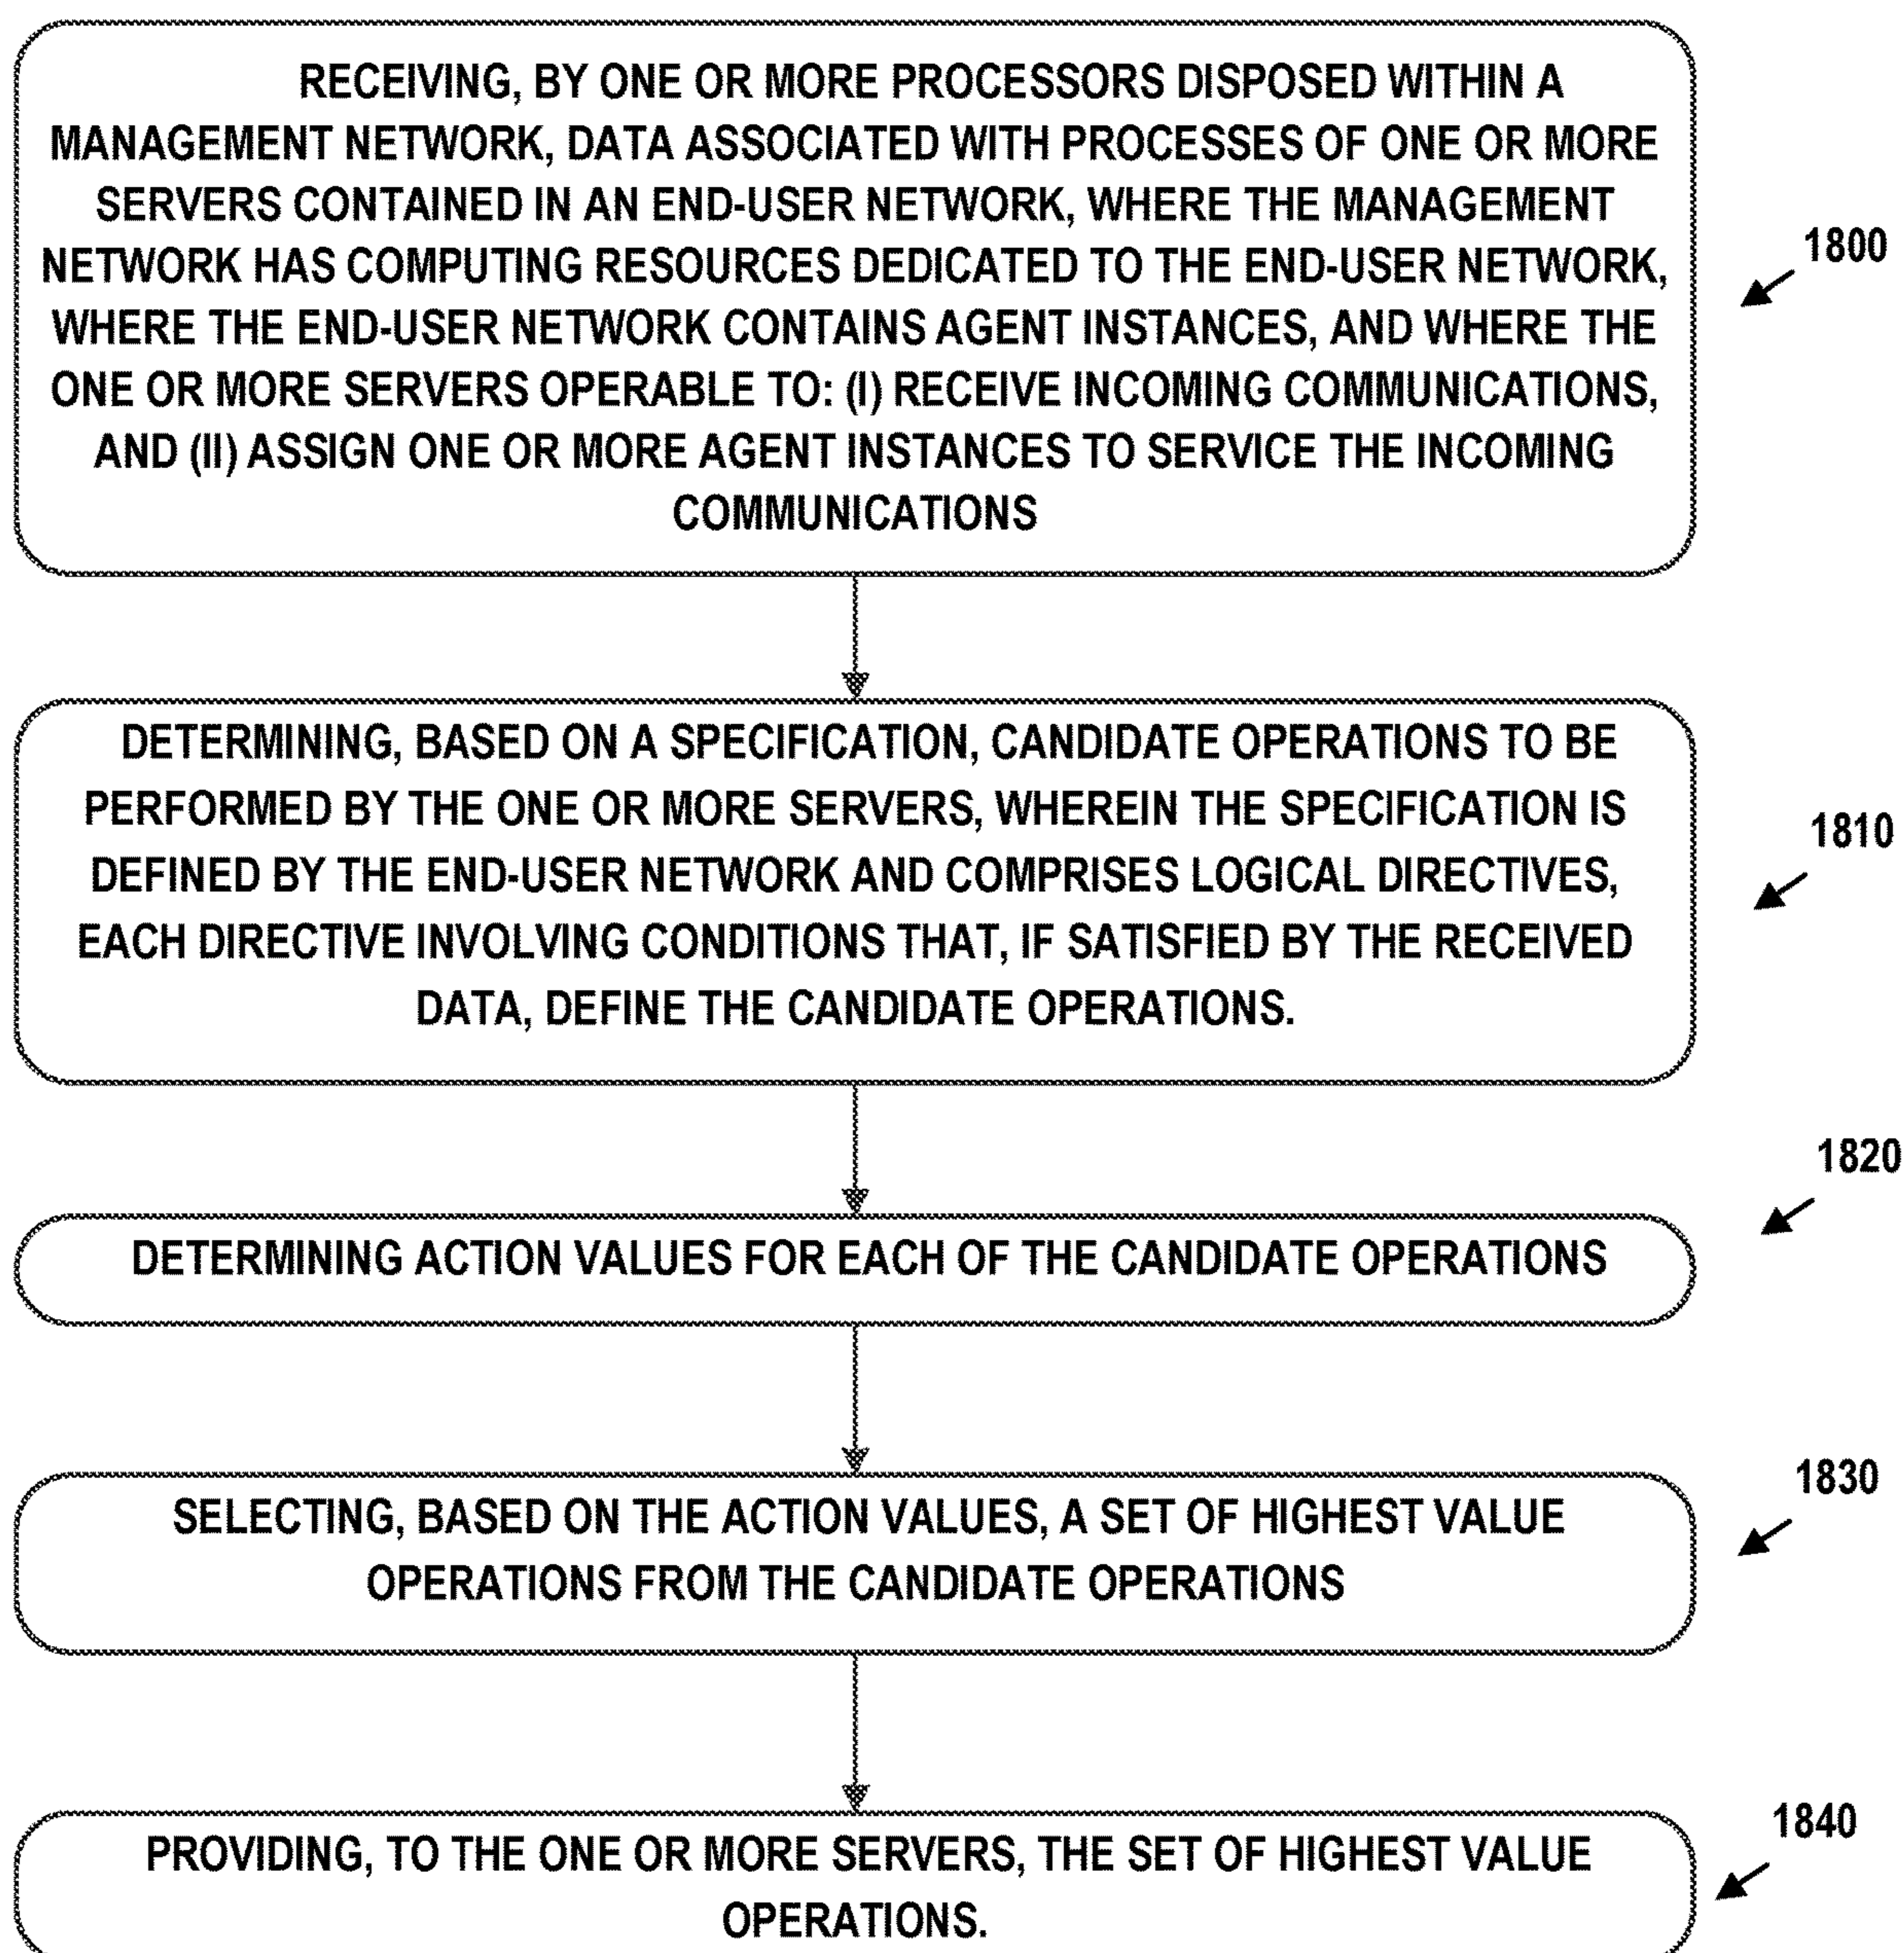 RECEIVING, BY ONE OR MORE PROCESSORS DISPOSED WITHIN A
MANAGEMENT NETWORK, DATA ASSOCIATED WITH PROCESSES OF ONE OR MORE
SERVERS CONTAINED IN AN END-USER NETWORK, WHERE THE MANAGEMENT
NETWORK HAS COMPUTING RESOURCES DEDICATED TO THE END-USER NETWORK,
WHERE THE END-USER NETWORK CONTAINS AGENT INSTANCES, AND WHERE THE
ONE OR MORE SERVERS OPERABLE TO: (I) RECEIVE INCOMING COMMUNICATIONS,
AND (II) ASSIGN ONE OR MORE AGENT INSTANCES TO SERVICE THE INCOMING
COMMUNICATIONS
1800
DETERMINING, BASED ON A SPECIFICATION, CANDIDATE OPERATIONS TO BE
PERFORMED BY THE ONE OR MORE SERVERS, WHEREIN THE SPECIFICATION IS
DEFINED BY THE END-USER NETWORK AND COMPRISES LOGICAL DIRECTIVES,
EACH DIRECTIVE INVOLVING CONDITIONS THAT, IF SATISFIED BY THE RECEIVED
DATA, DEFINE THE CANDIDATE OPERATIONS.
1810
DETERMINING ACTION VALUES FOR EACH OF THE CANDIDATE OPERATIONS
1820
SELECTING, BASED ON THE ACTION VALUES, A SET OF HIGHEST VALUE
OPERATIONS FROM THE CANDIDATE OPERATIONS
1830
PROVIDING, TO THE ONE OR MORE SERVERS, THE SET OF HIGHEST VALUE
OPERATIONS.
1840